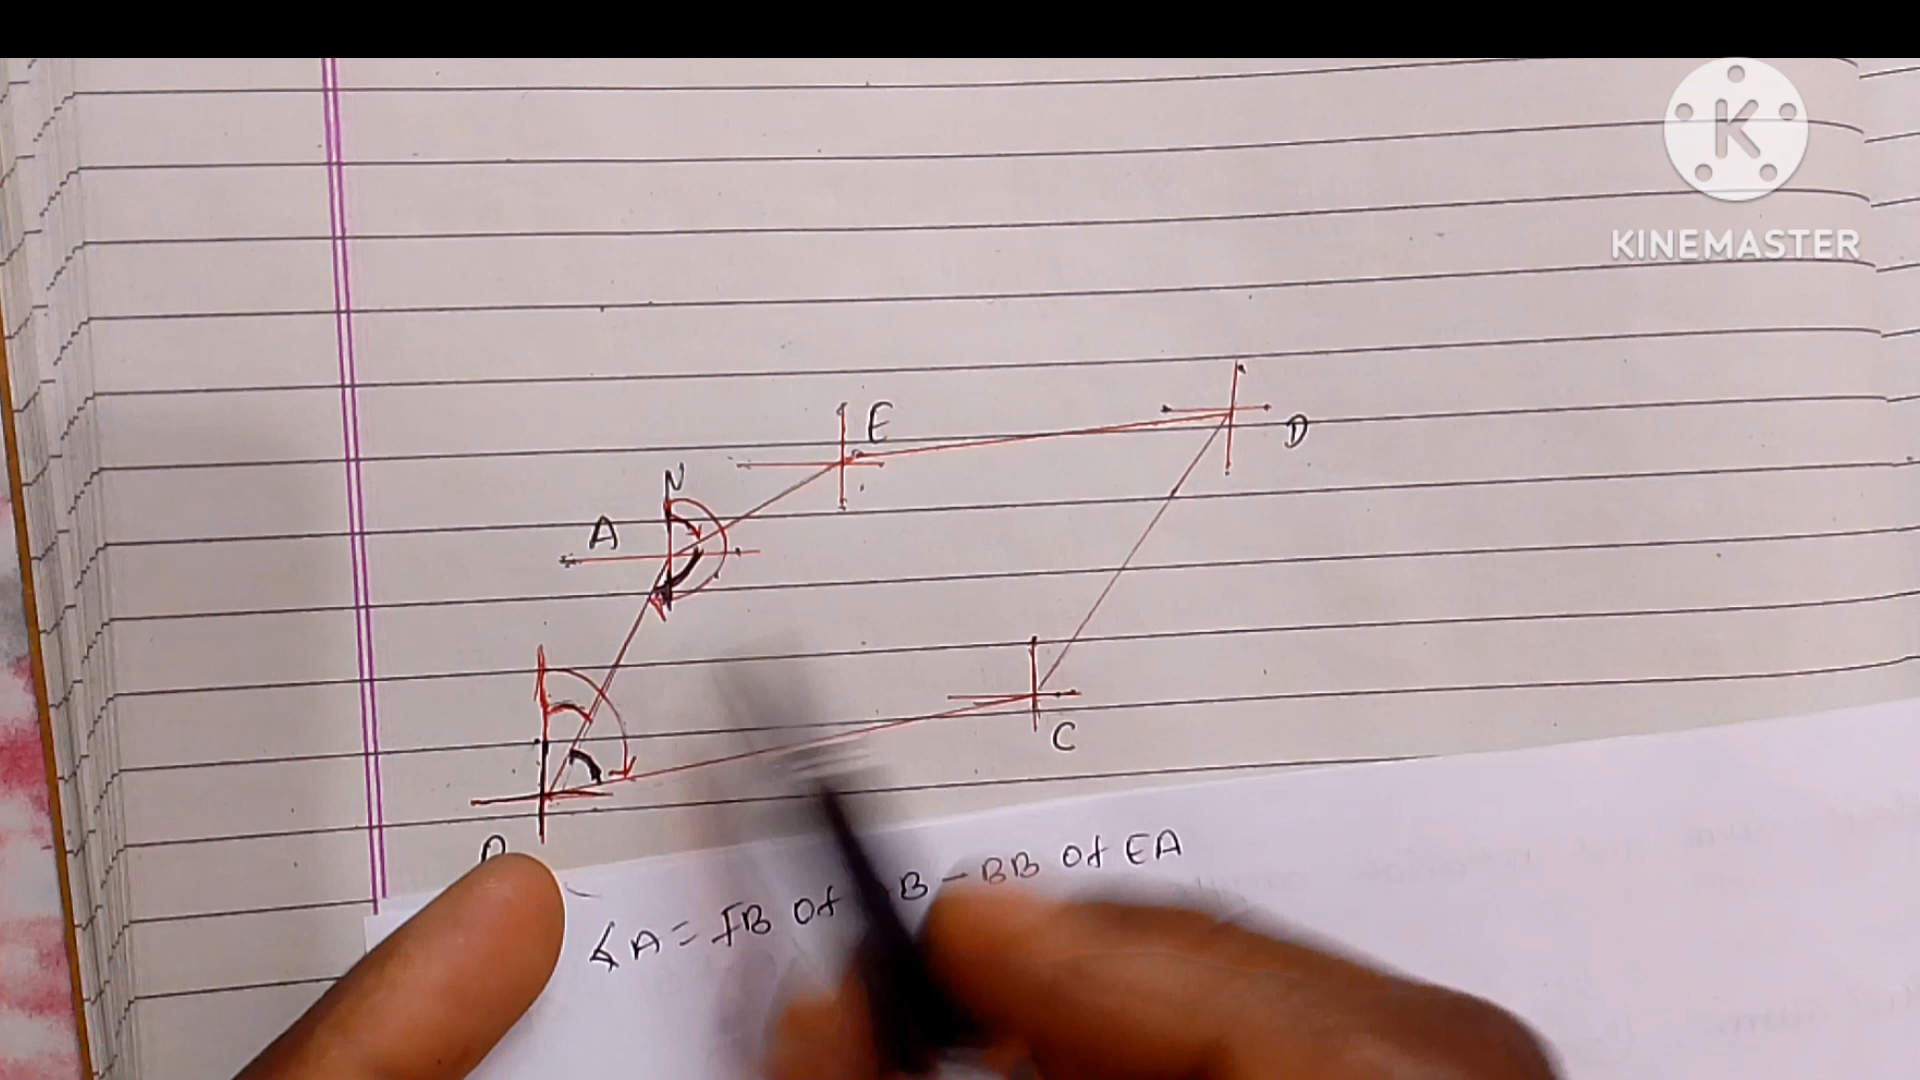 K
KINEMASTER
E
D
N
A
C
∡A = FB Of B - BB Of EA